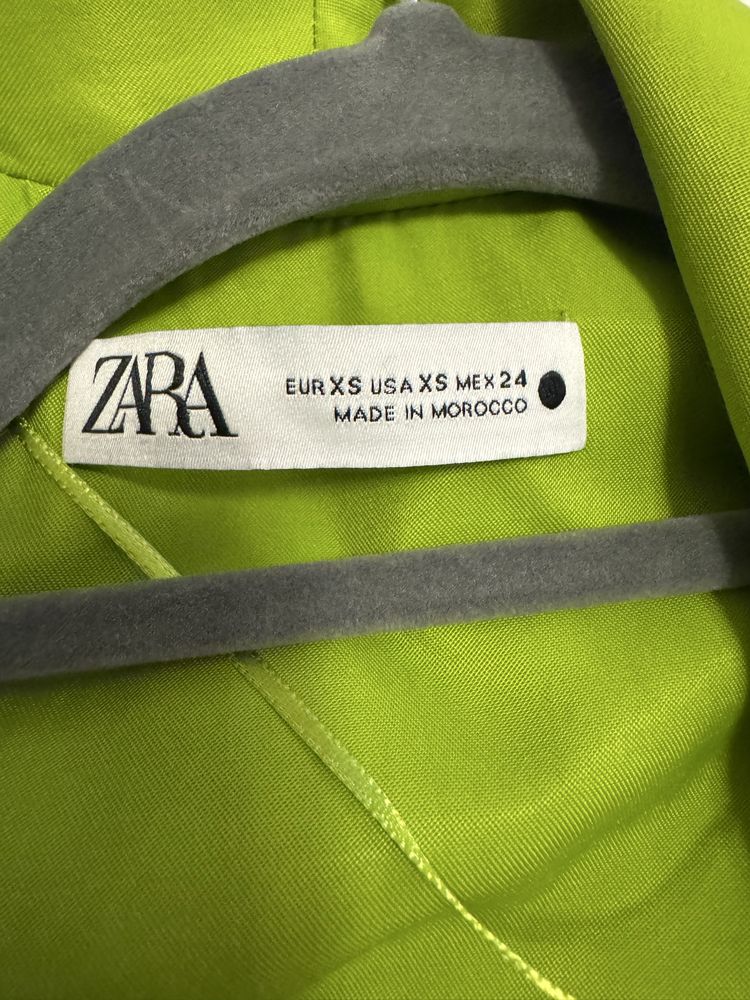 ZARA
EUR XS USA XS MEX 24
MADE IN MOROCCO